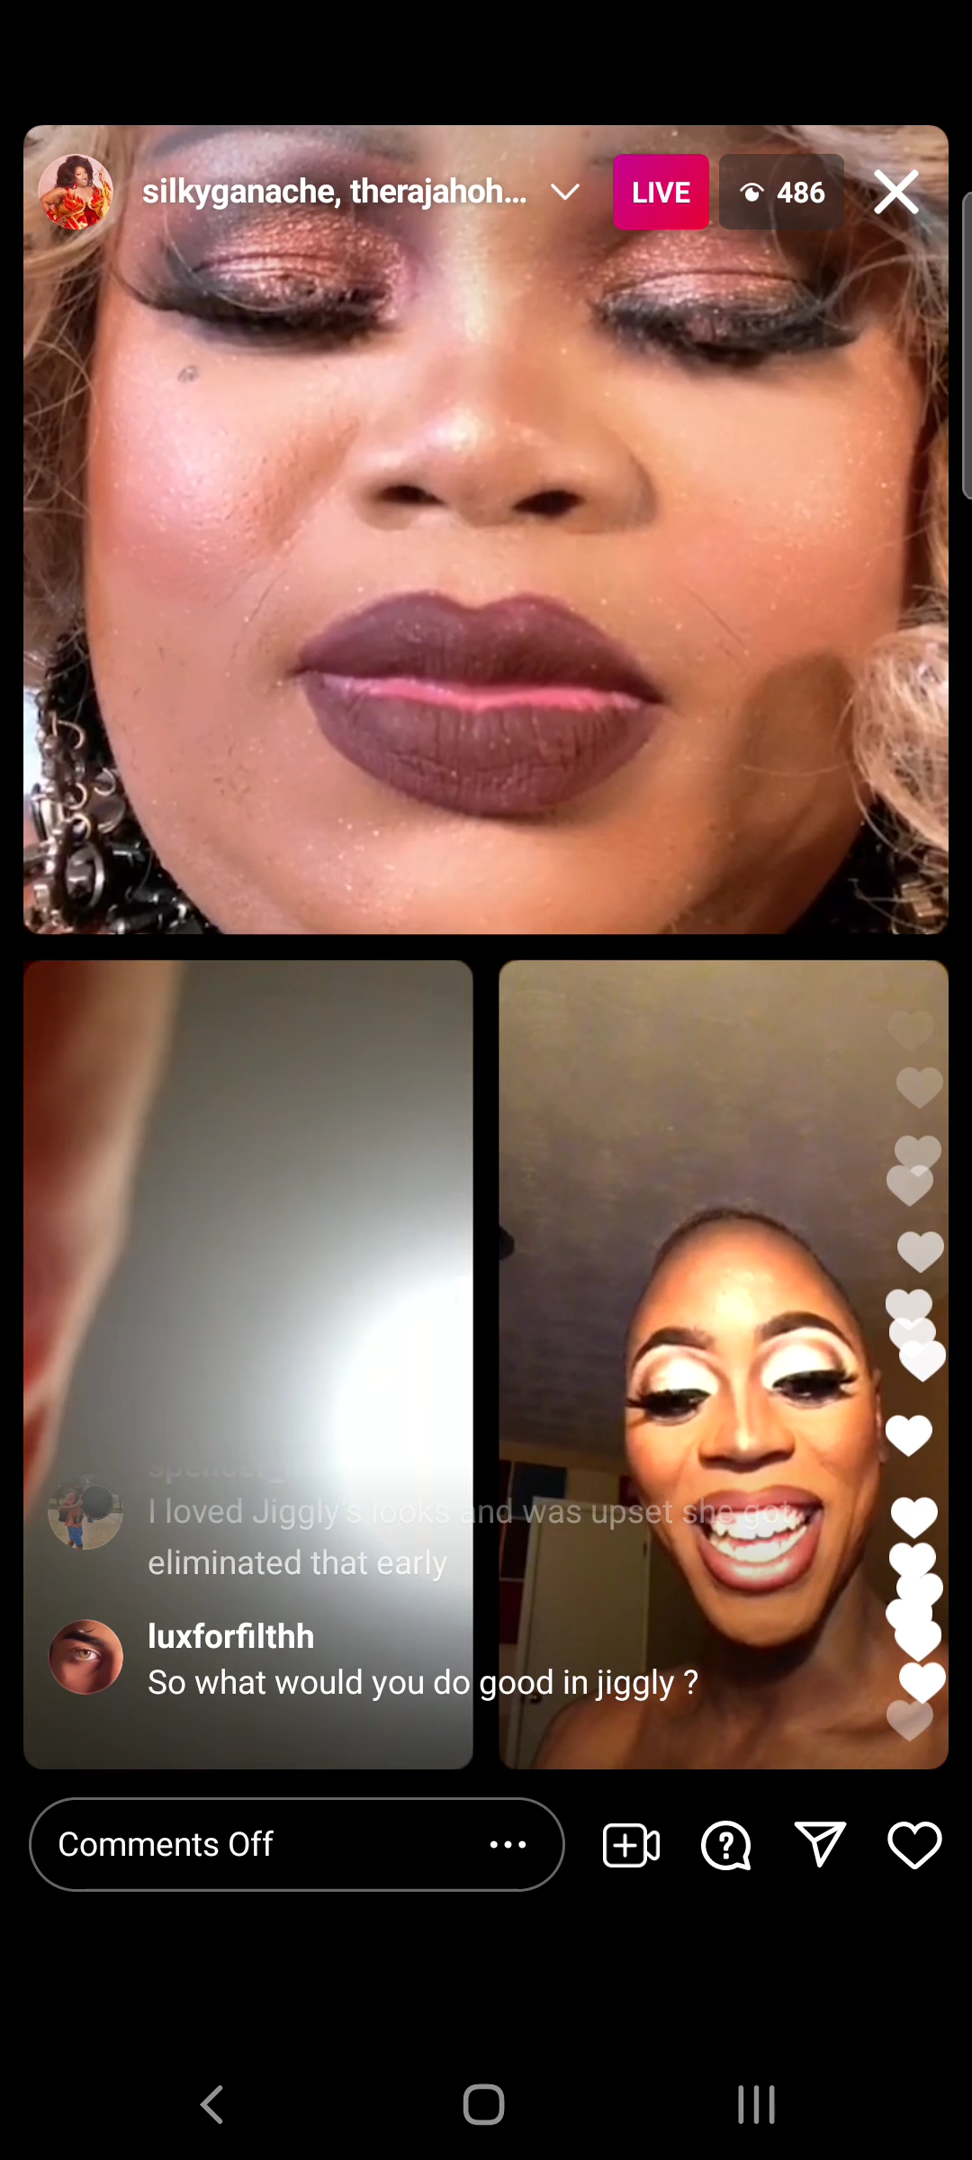 silkyganache, therajahoh...
LIVE
486
I loved Jiggly's looks and was upset she got
eliminated that early
luxforfilthh
So what would you do good in jiggly ?
Comments Off